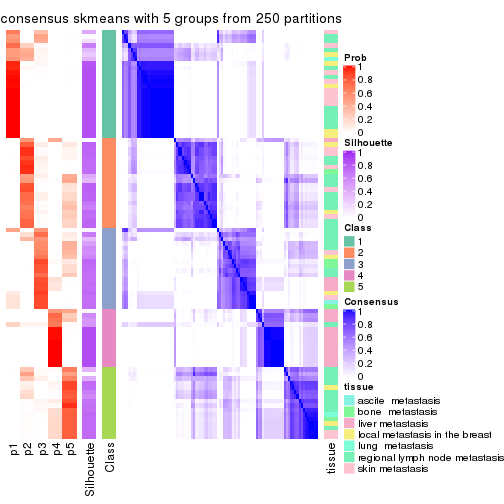 consensus skmeans with 5 groups from 250 partitions
Prob
1
0.8
0.6
0.4
0.2
0
Silhouette
1
0.8
0.6
0.4
0.2
0
Class
1
2
3
4
5
Consensus
1
0.8
0.6
0.4
0.2
0
tissue
ascite metastasis
bone metastasis
liver metastasis
local metastasis in the breast
lung metastasis
regional lymph node metastasis
skin metastasis
p1
p2
p3
p4
p5
Silhouette
Class
tissue